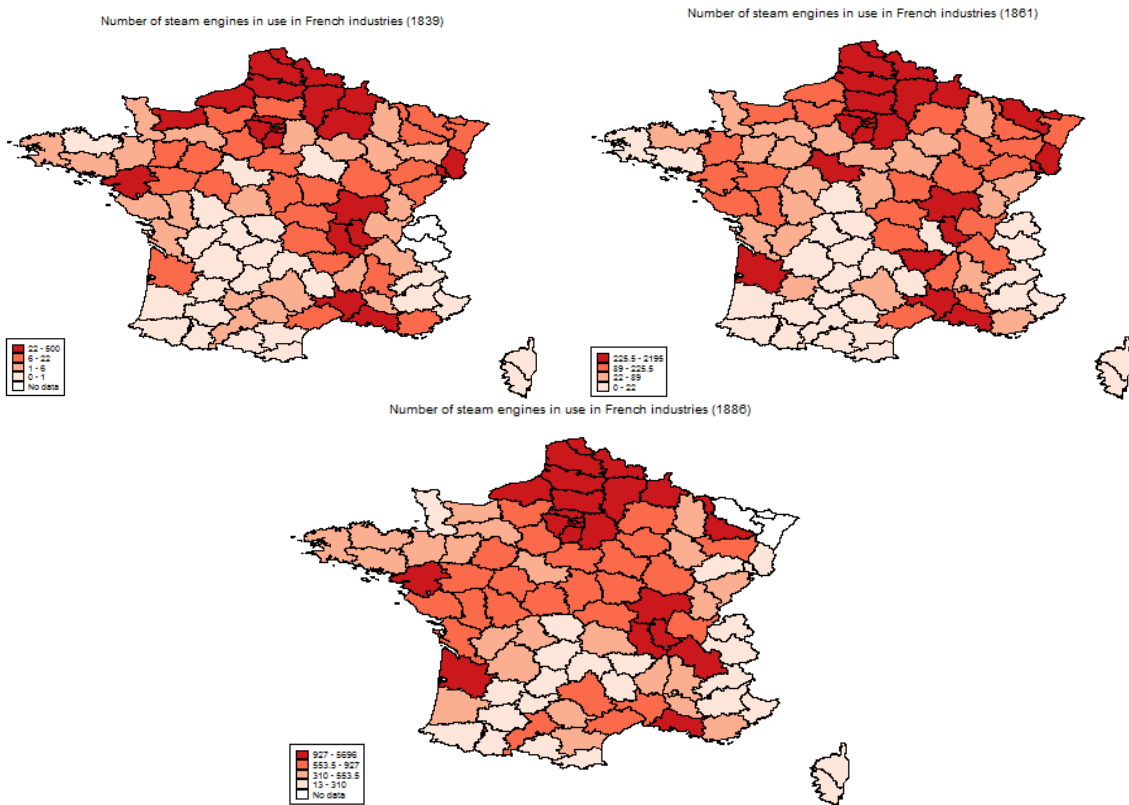 Number of steam engines in use in French industries (1839)
22 - 500
6 - 22
1 - 6
0 - 1
No data
Number of steam engines in use in French industries (1861)
225.5 - 2195
89 - 225.5
22 - 89
0 - 22
Number of steam engines in use in French industries (1886)
927 - 5696
553.5 - 927
310 - 553.5
13 - 310
No data